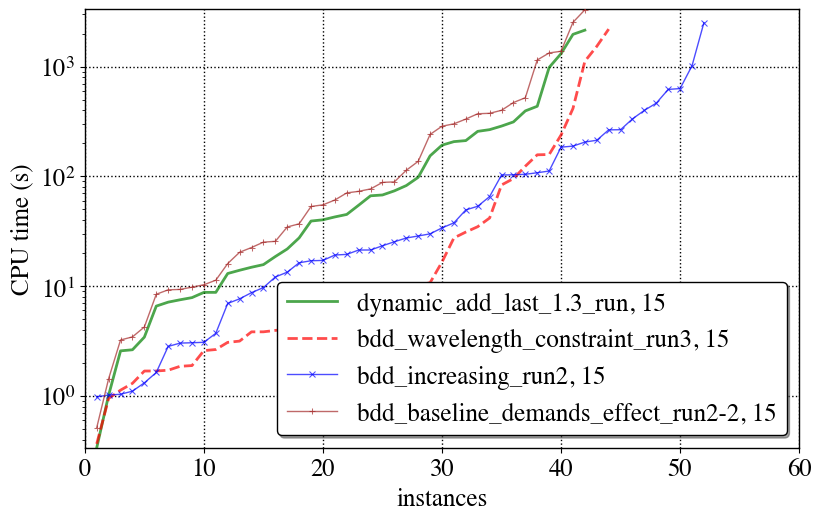 CPU time (s)
10³
10²
10¹
10⁰
dynamic_add_last_1.3_run, 15
bdd_wavelength_constraint_run3, 15
bdd_increasing_run2, 15
bdd_baseline_demands_effect_run2-2, 15
0 10 20 30 40 50 60
instances